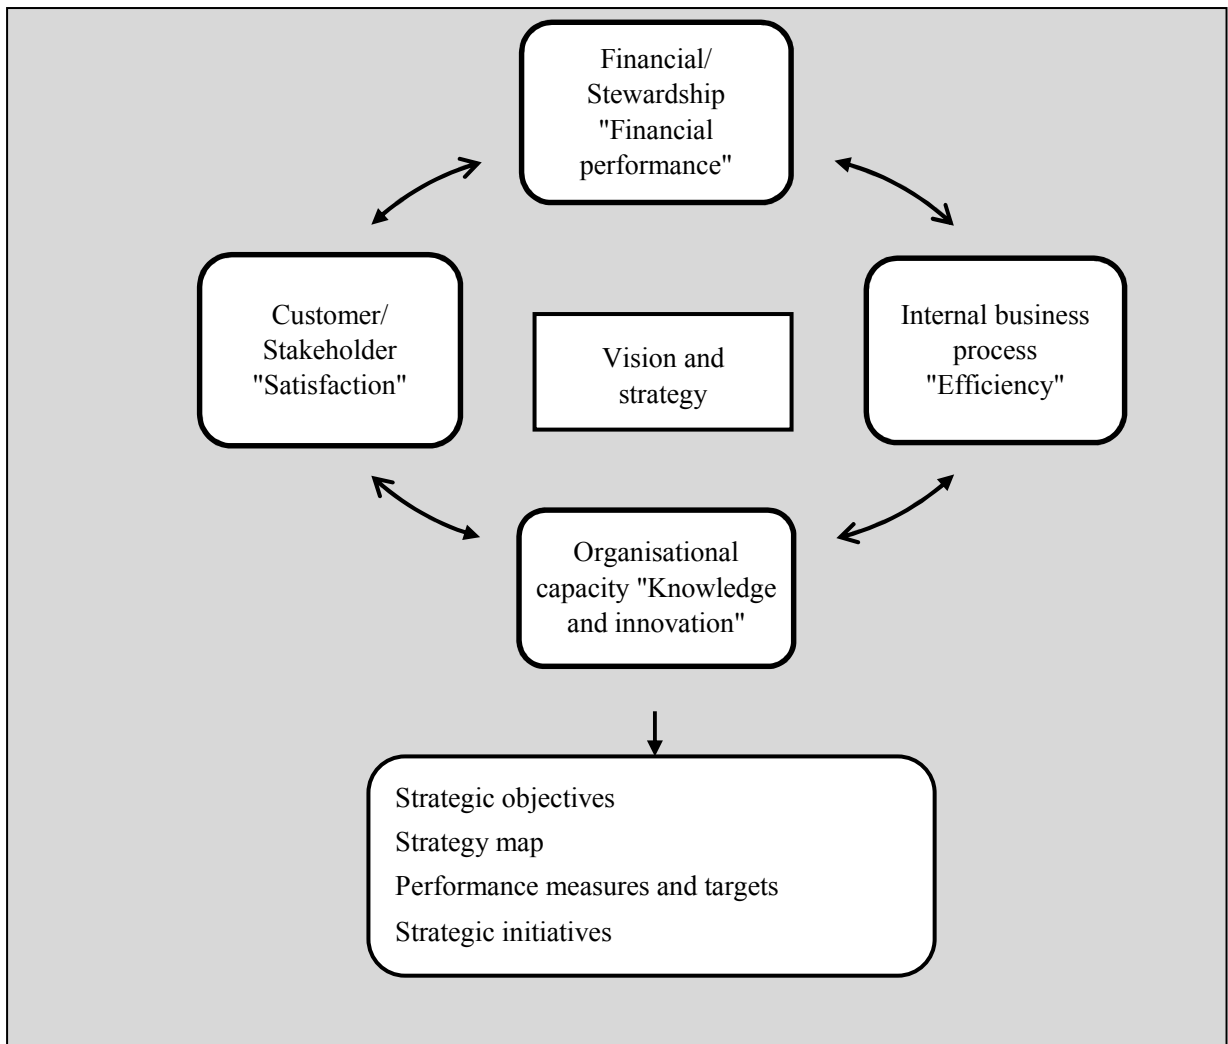 Financial/
Stewardship
"Financial
performance"
Customer/
Stakeholder
"Satisfaction"
Vision and
strategy
Internal business
process
"Efficiency"
Organisational
capacity "Knowledge
and innovation"
Strategic objectives
Strategy map
Performance measures and targets
Strategic initiatives